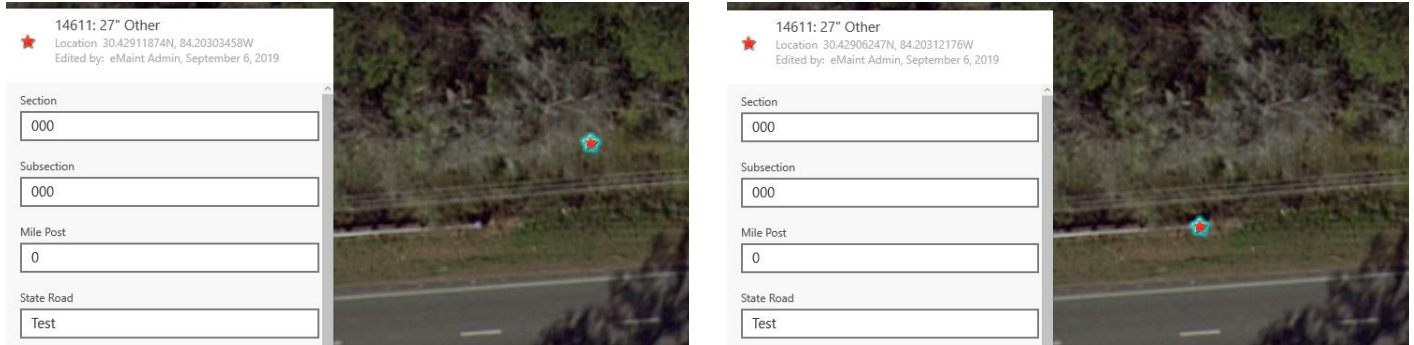 14611: 27" Other
Location 30.42911874N, 84.20303458W
Edited by: eMaint Admin, September 6, 2019
Section
000
Subsection
000
Mile Post
0
State Road
Test
14611: 27" Other
Location 30.42906247N, 84.20312176W
Edited by: eMaint Admin, September 6, 2019
Section
000
Subsection
000
Mile Post
0
State Road
Test